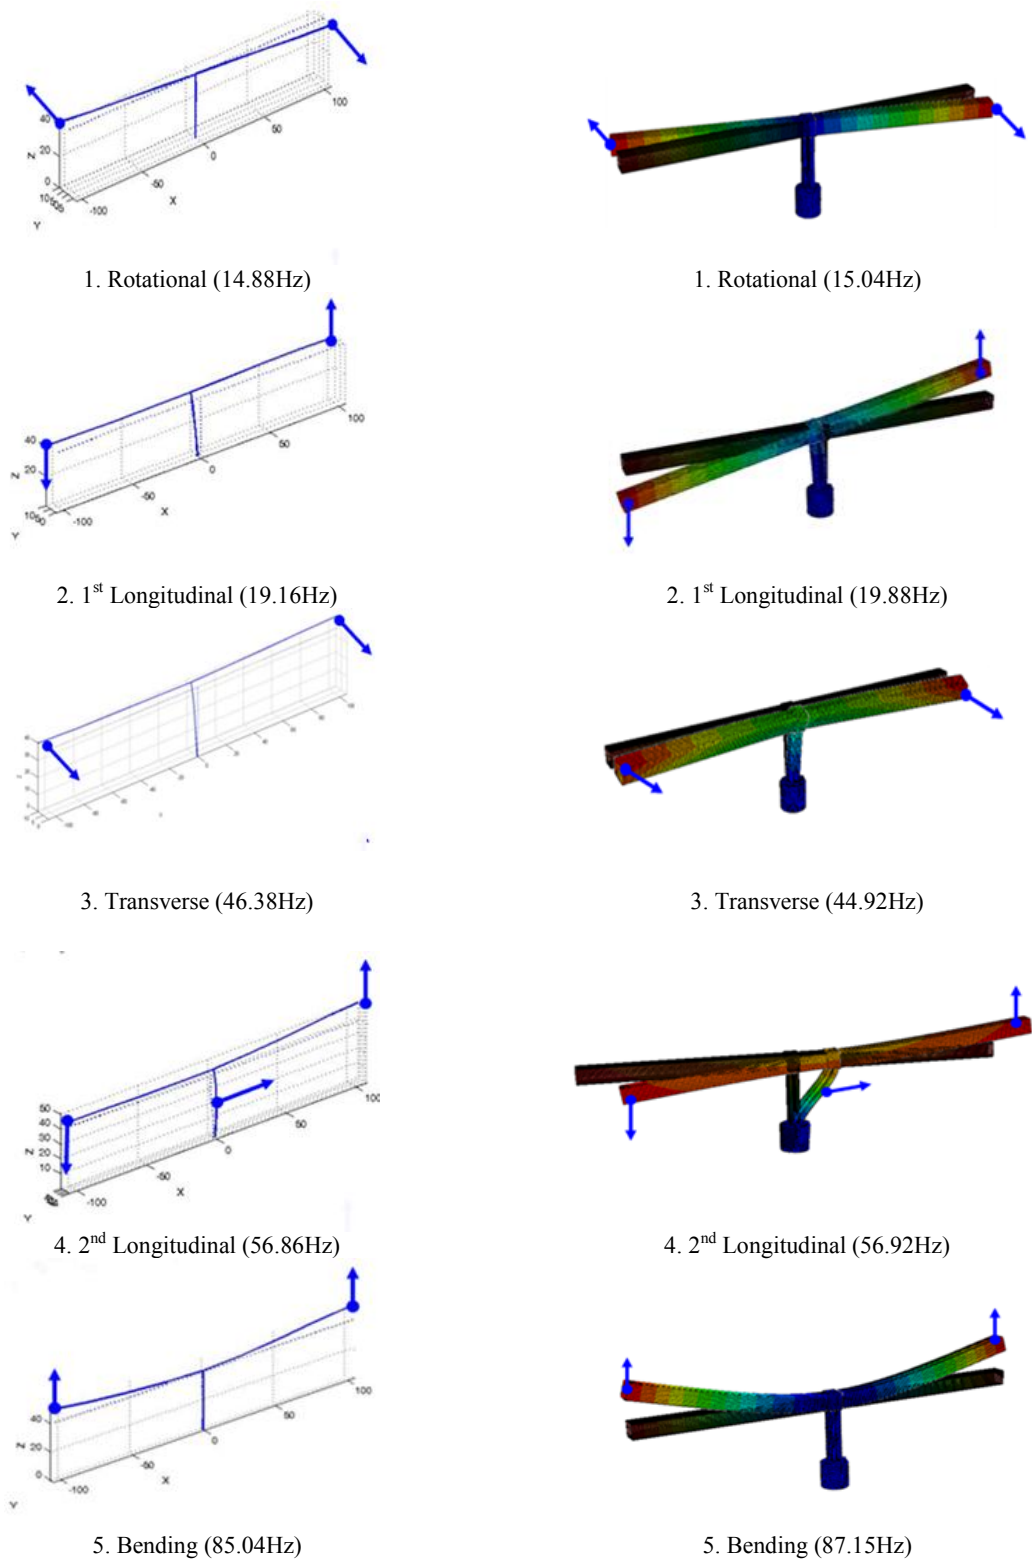 40
20
0
Z
Y
X
-100
-50
0
50
100
1. Rotational (14.88Hz)
1. Rotational (15.04Hz)
40
20
Z
Y
X
-100
-50
0
50
100
2. 1st Longitudinal (19.16Hz)
2. 1st Longitudinal (19.88Hz)
3. Transverse (46.38Hz)
3. Transverse (44.92Hz)
50
40
30
20
10
Z
Y
X
-100
-50
0
50
100
4. 2nd Longitudinal (56.86Hz)
4. 2nd Longitudinal (56.92Hz)
40
20
0
Z
Y
X
-100
-50
0
50
100
5. Bending (85.04Hz)
5. Bending (87.15Hz)